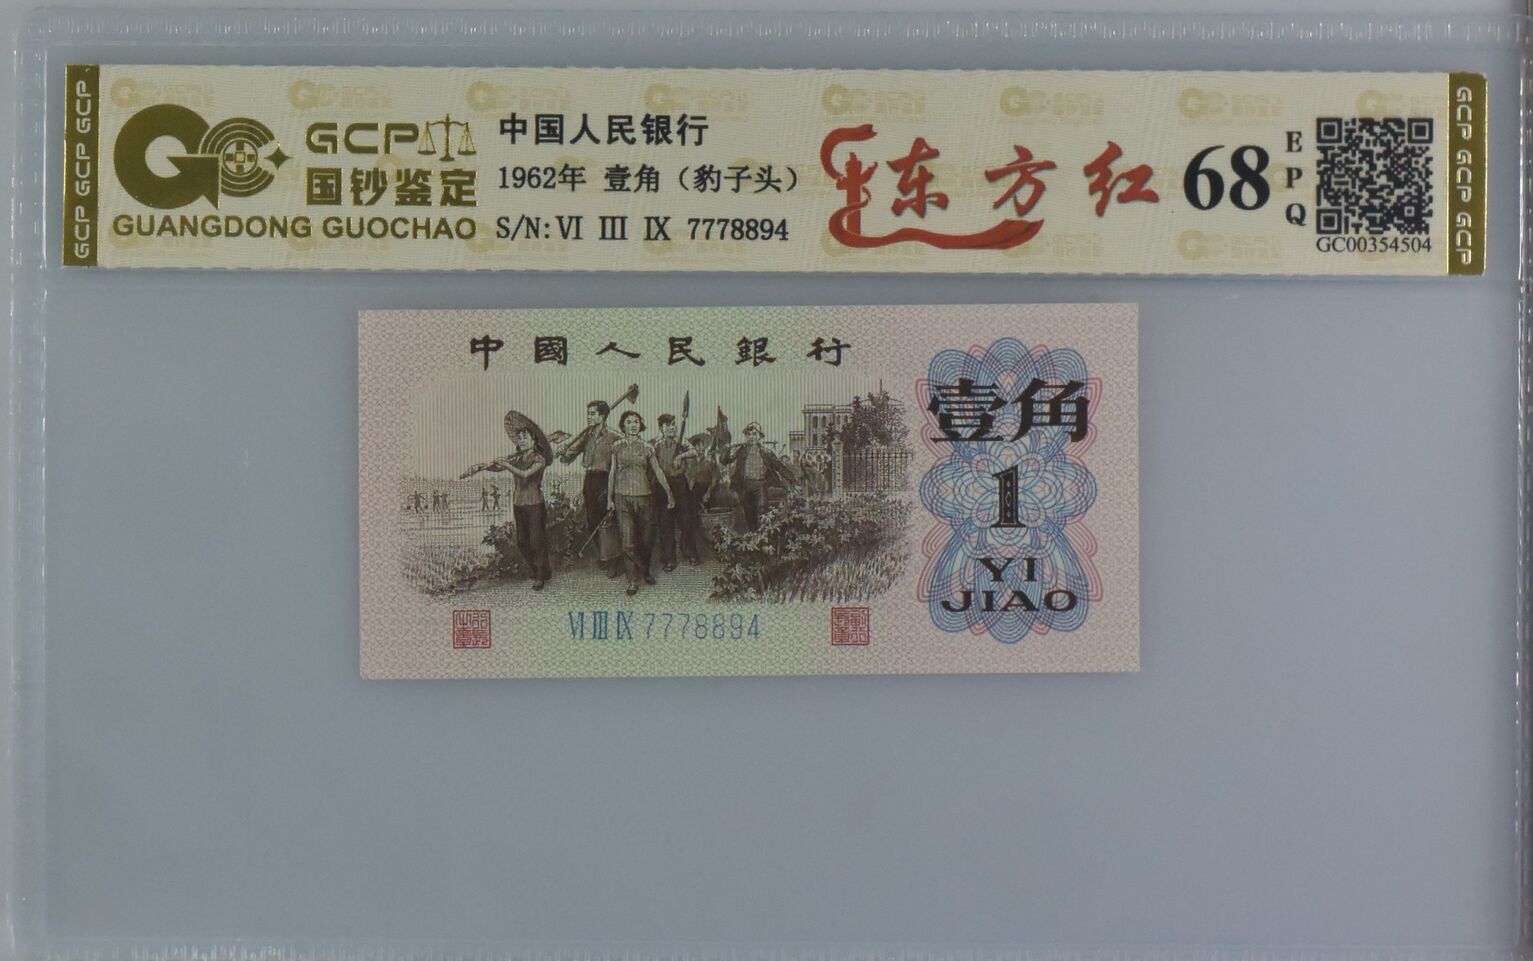 GCP GCP GCP
GCP
国钞鉴定
GUANGDONG GUOCHAO
中国人民银行
1962年 壹角（豹子头）
S/N: VI III IX 7778894
东方红
68
EPQ
GC00354504
GCP GCP GCP
中國人民銀行
壹角
1
YI
JIAO
VI III IX 7778894